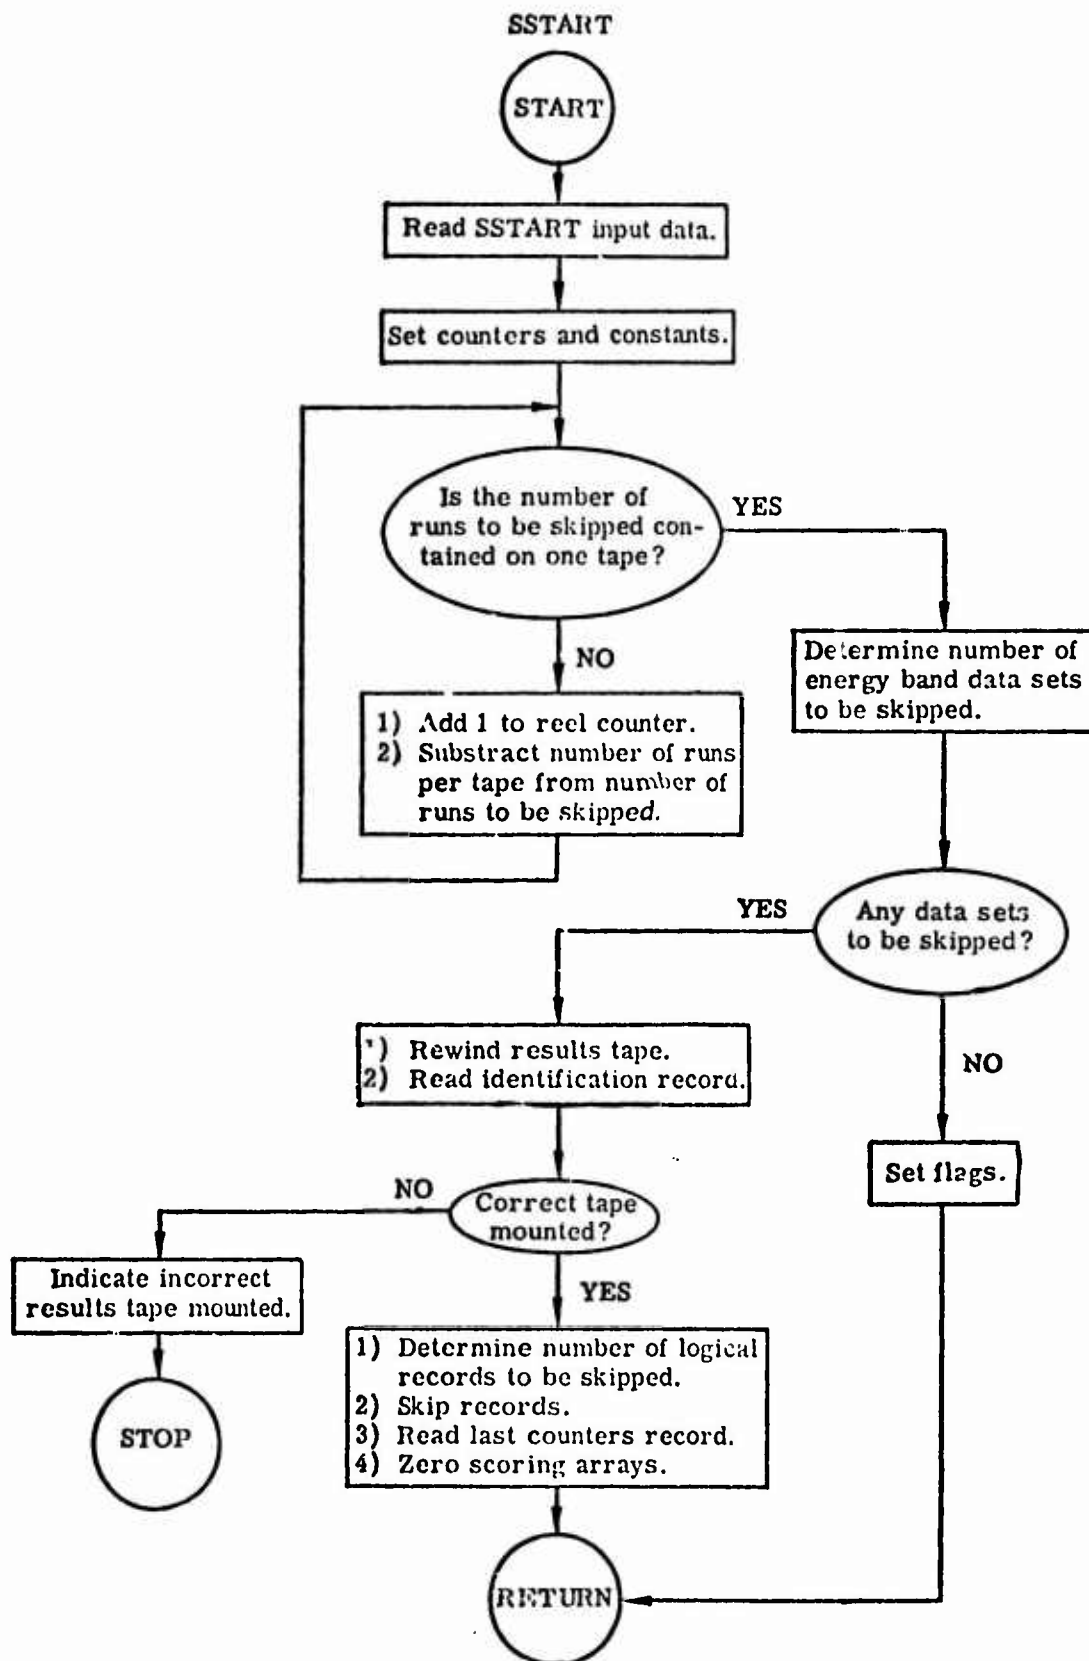 SSTART
START
Read SSTART input data.
Set counters and constants.
Is the number of
runs to be skipped con-
tained on one tape?
YES
NO
1) Add 1 to reel counter.
2) Substract number of runs
per tape from number of
runs to be skipped.
Determine number of
energy band data sets
to be skipped.
Any data sets
to be skipped?
YES
NO
1) Rewind results tape.
2) Read identification record.
Set flags.
Correct tape
mounted?
NO
YES
Indicate incorrect
results tape mounted.
STOP
1) Determine number of logical
records to be skipped.
2) Skip records.
3) Read last counters record.
4) Zero scoring arrays.
RETURN